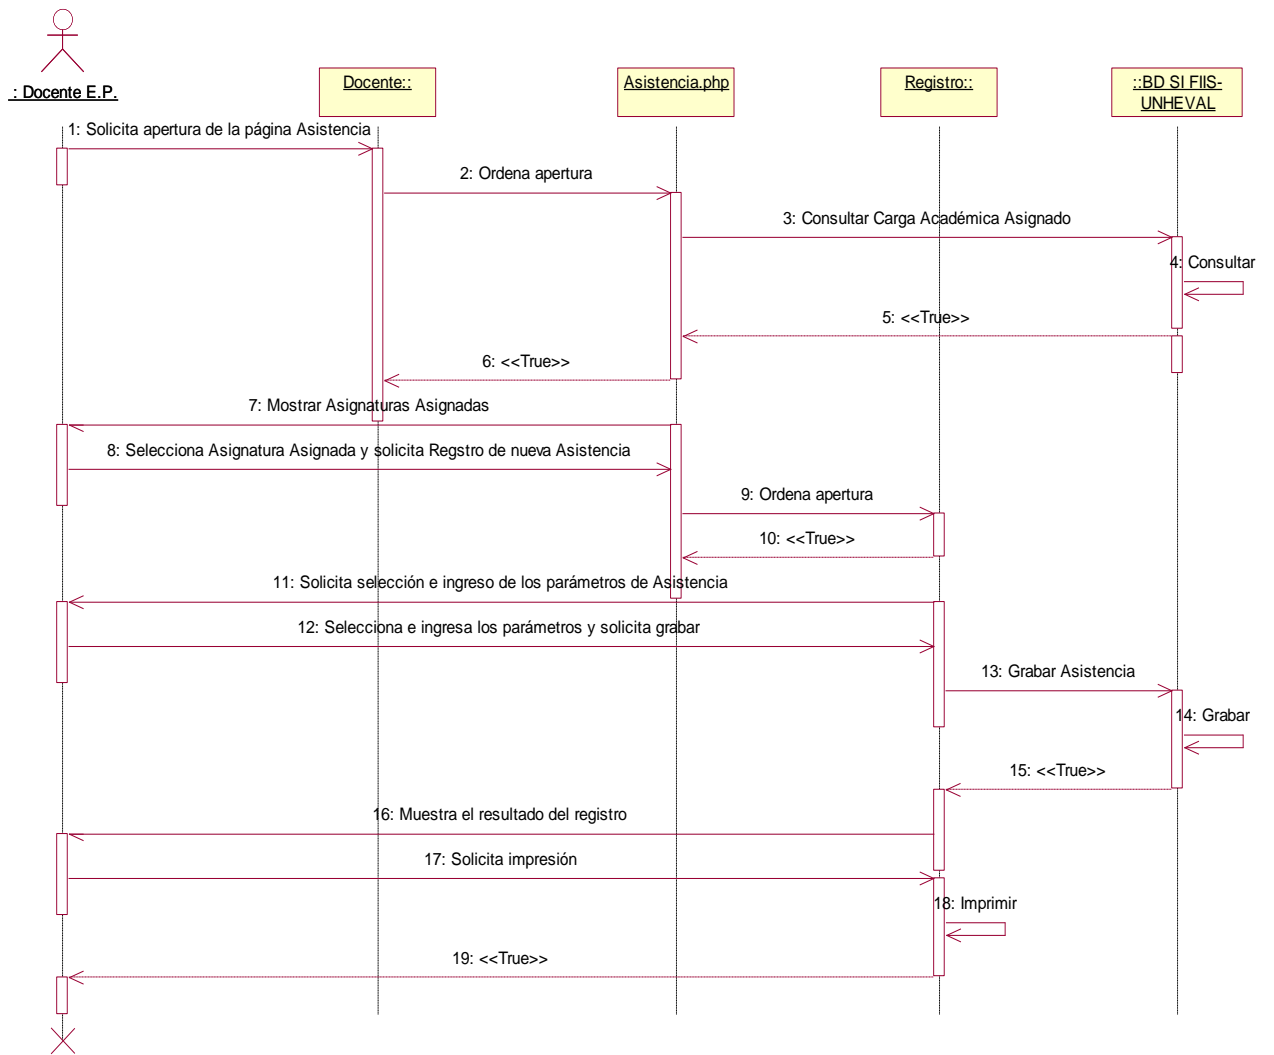 : Docente E.P.
Docente::
Asistencia.php
Registro::
::BD SI FIIS-
UNHEVAL
1: Solicita apertura de la página Asistencia
2: Ordena apertura
3: Consultar Carga Académica Asignado
4: Consultar
5: <<True>>
6: <<True>>
7: Mostrar Asignaturas Asignadas
8: Selecciona Asignatura Asignada y solicita Regstro de nueva Asistencia
9: Ordena apertura
10: <<True>>
11: Solicita selección e ingreso de los parámetros de Asistencia
12: Selecciona e ingresa los parámetros y solicita grabar
13: Grabar Asistencia
14: Grabar
15: <<True>>
16: Muestra el resultado del registro
17: Solicita impresión
18: Imprimir
19: <<True>>